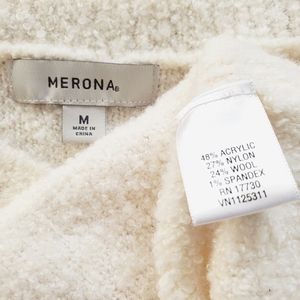 MERONA®
M
MADE IN
CHINA
48% ACRYLIC
27% NYLON
24% WOOL
1% SPANDEX
RN 17730
VN1125311